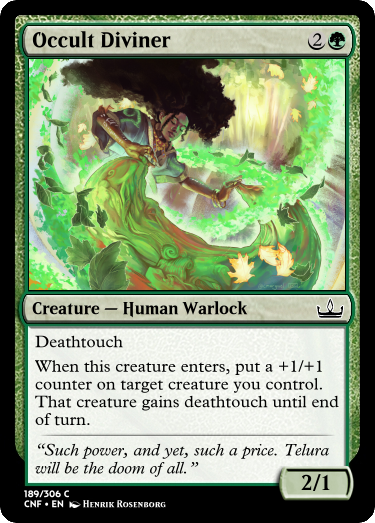 Occult Diviner 2
Creature — Human Warlock
Deathtouch
When this creature enters, put a +1/+1
counter on target creature you control.
That creature gains deathtouch until end
of turn.
“Such power, and yet, such a price. Telura
will be the doom of all.”
2/1
189/306 C
CNF • EN Henrik Rosenborg